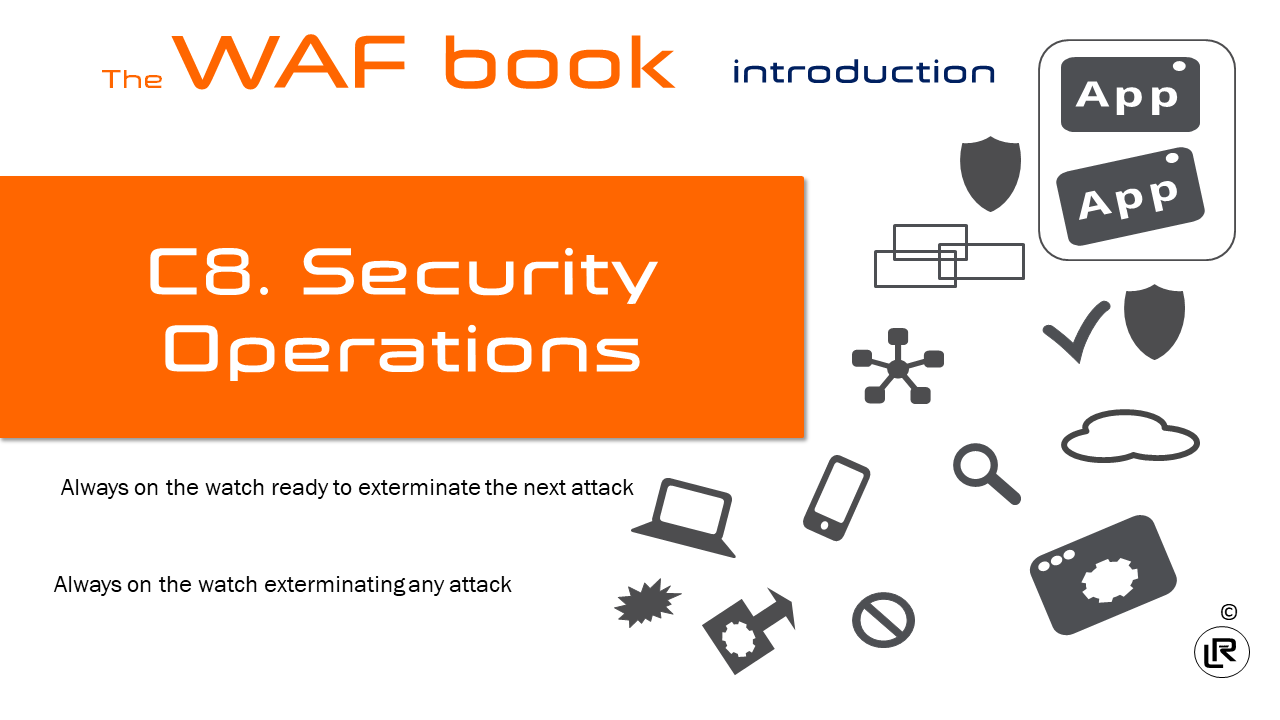 The WAF book introduction
App
App
C8. Security
Operations
Always on the watch ready to exterminate the next attack
Always on the watch exterminating any attack
©
LR